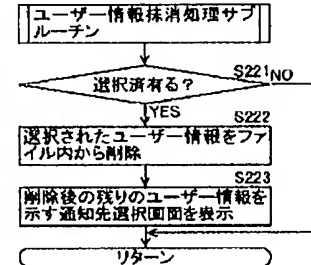 ユーザー情報抹消処理サブ
ルーチン
選択済有る？
S221
NO
YES
S222
選択されたユーザー情報をファ
イル内から削除
S223
削除後の残りのユーザー情報を
示す通知先選択画面を表示
リターン